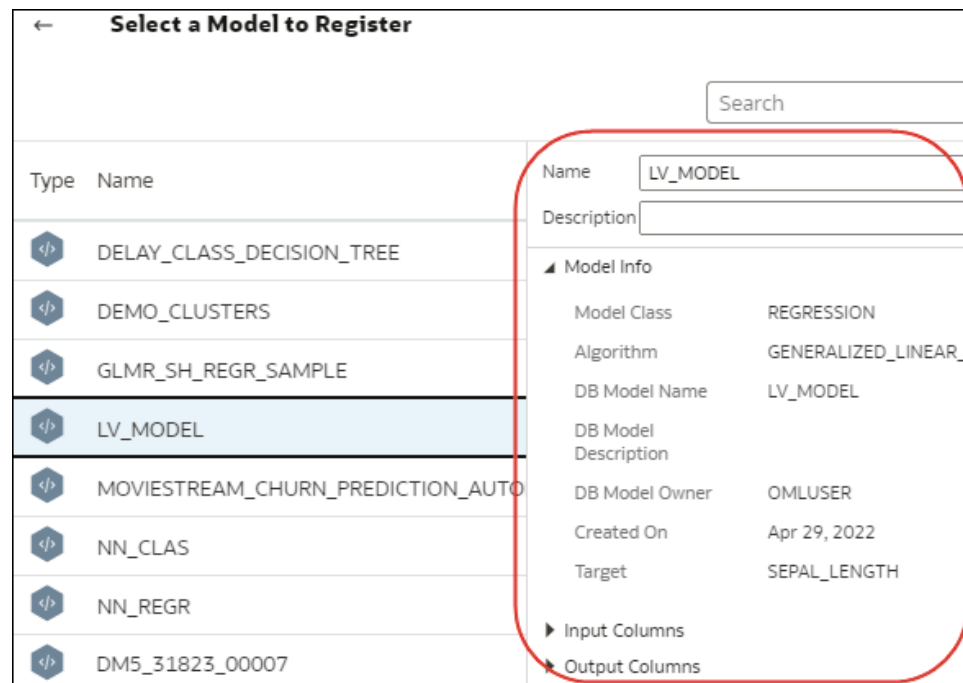 ← Select a Model to Register
Search
Type Name
DELAY_CLASS_DECISION_TREE
DEMO_CLUSTERS
GLMR_SH_REGR_SAMPLE
LV_MODEL
MOVIESTREAM_CHURN_PREDICTION_AUTO
NN_CLAS
NN_REGR
DM5_31823_00007
Name LV_MODEL
Description
Model Info
Model Class REGRESSION
Algorithm GENERALIZED_LINEAR_
DB Model Name LV_MODEL
DB Model
Description
DB Model Owner OMLUSER
Created On Apr 29, 2022
Target SEPAL_LENGTH
Input Columns
Output Columns